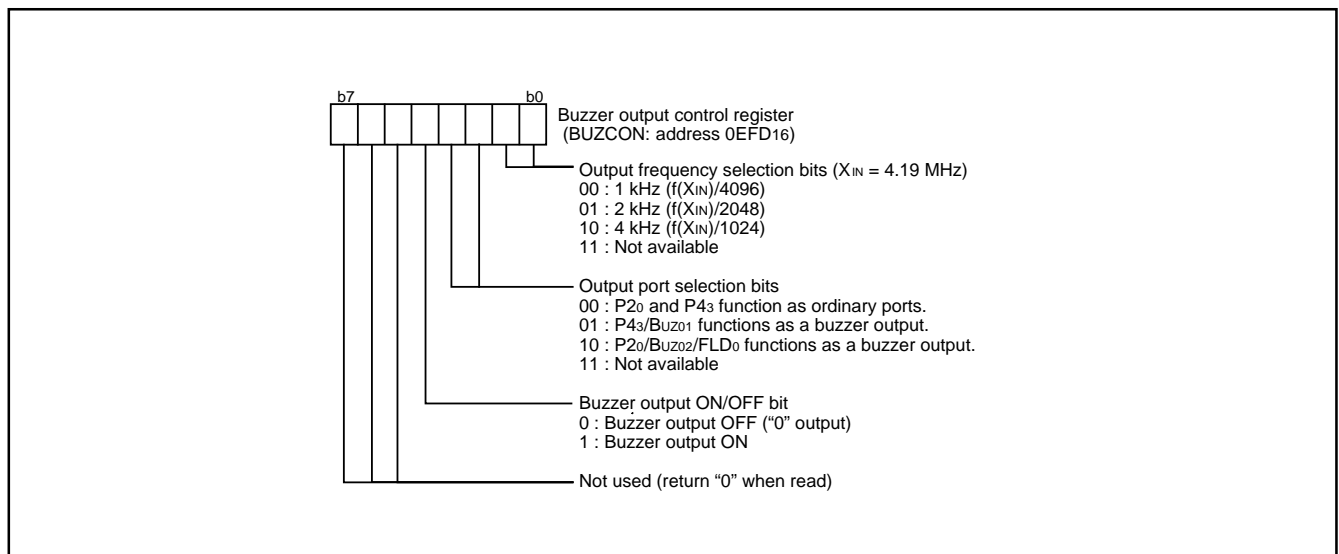 b7 b0
Buzzer output control register
(BUZCON: address 0EFD16)
Output frequency selection bits (XIN = 4.19 MHz)
00 : 1 kHz (f(XIN)/4096)
01 : 2 kHz (f(XIN)/2048)
10 : 4 kHz (f(XIN)/1024)
11 : Not available
Output port selection bits
00 : P20 and P43 function as ordinary ports.
01 : P43/BUZ01 functions as a buzzer output.
10 : P20/BUZ02/FLD0 functions as a buzzer output.
11 : Not available
Buzzer output ON/OFF bit
0 : Buzzer output OFF (“0” output)
1 : Buzzer output ON
Not used (return “0” when read)